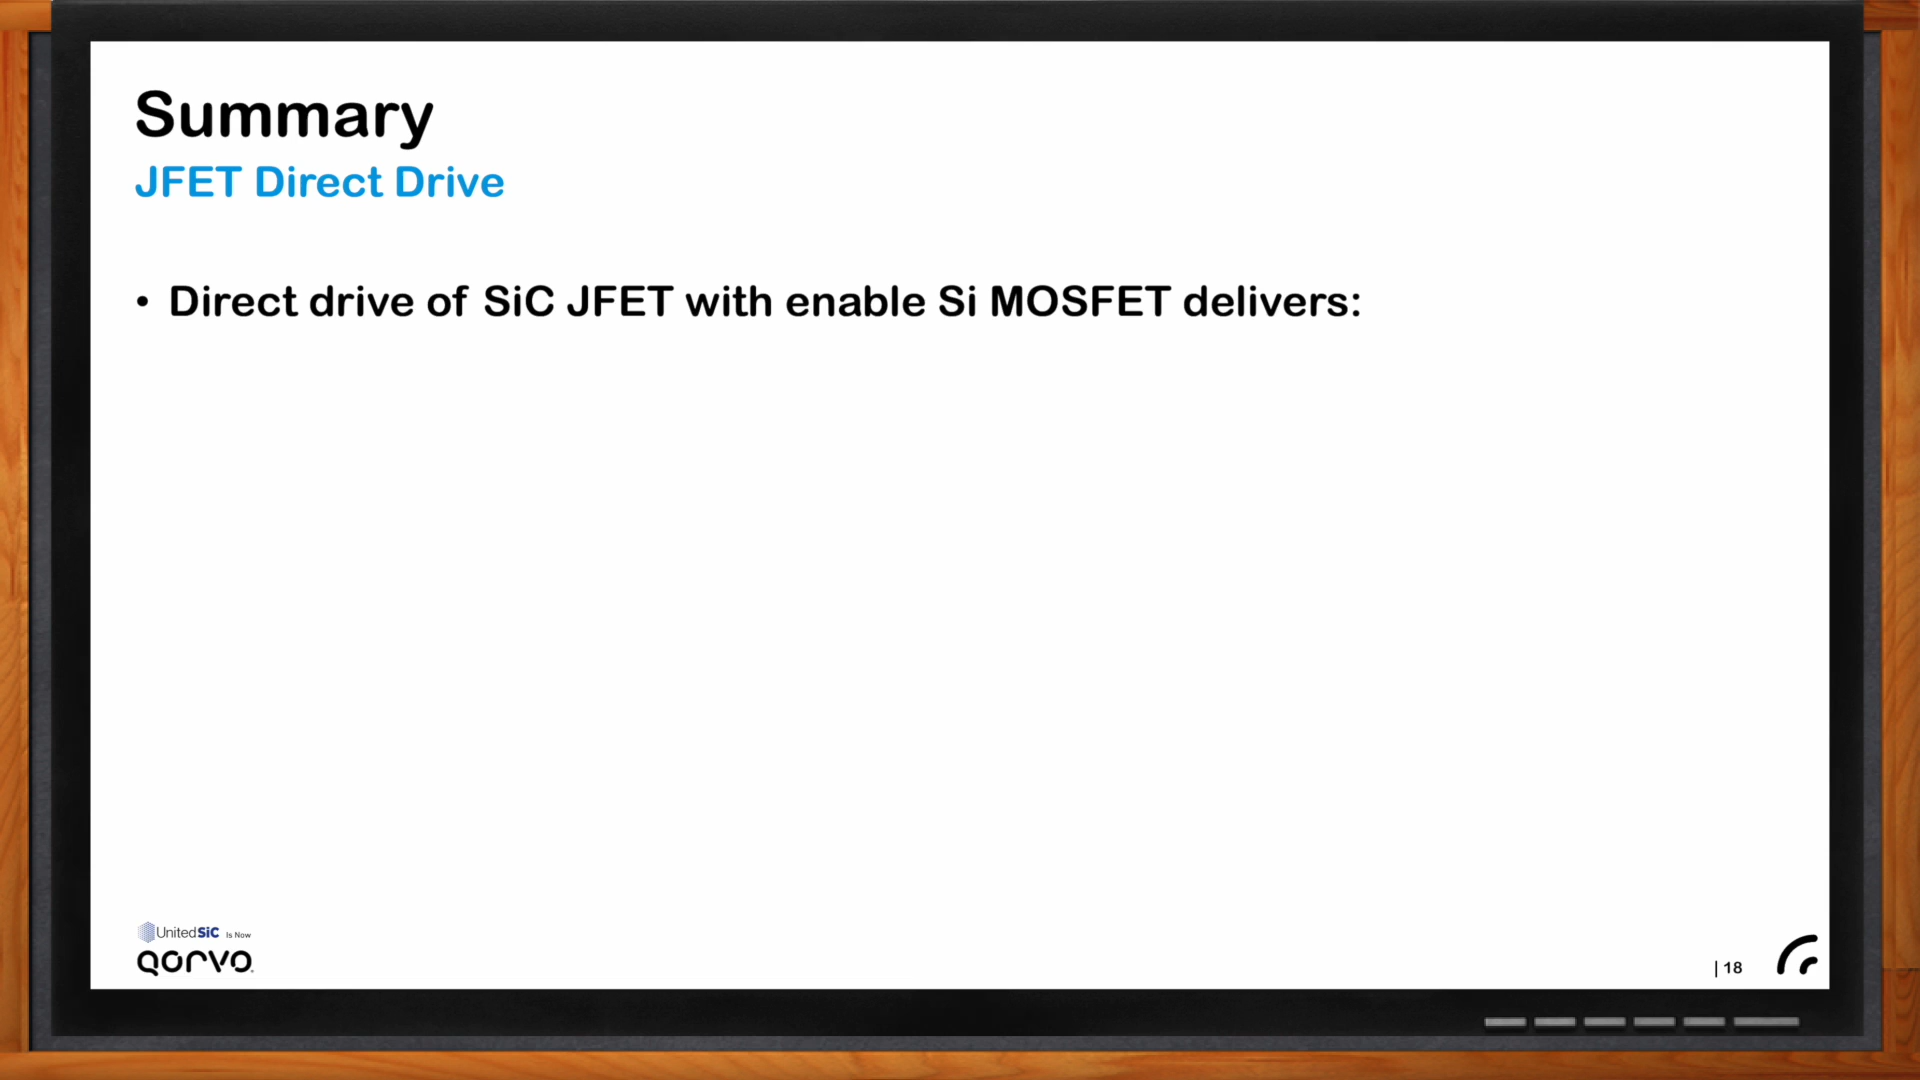 Summary
JFET Direct Drive
• Direct drive of SiC JFET with enable Si MOSFET delivers:
UnitedSiC Is Now
QORVO
| 18